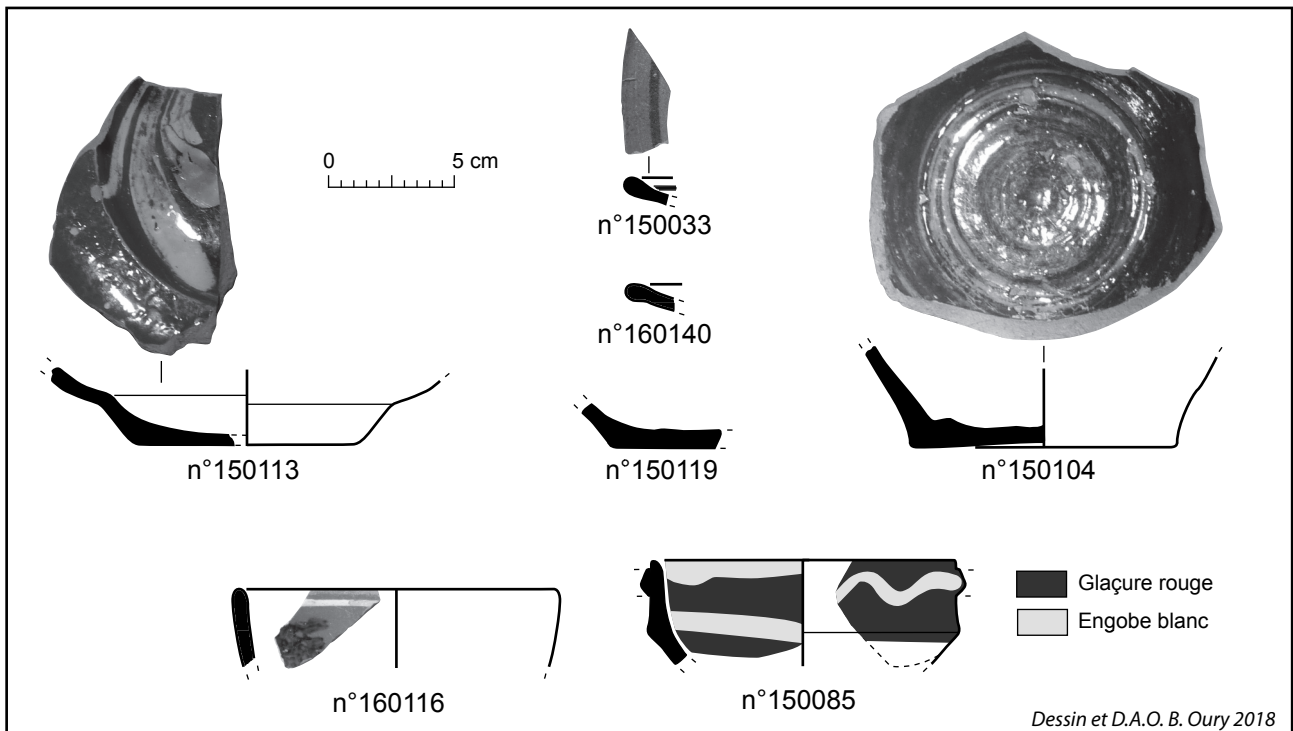 0 5 cm
n°150033
n°160140
n°150113
n°150119
n°150104
Glaçure rouge
Engobe blanc
n°160116
n°150085
Dessin et D.A.O. B. Oury 2018